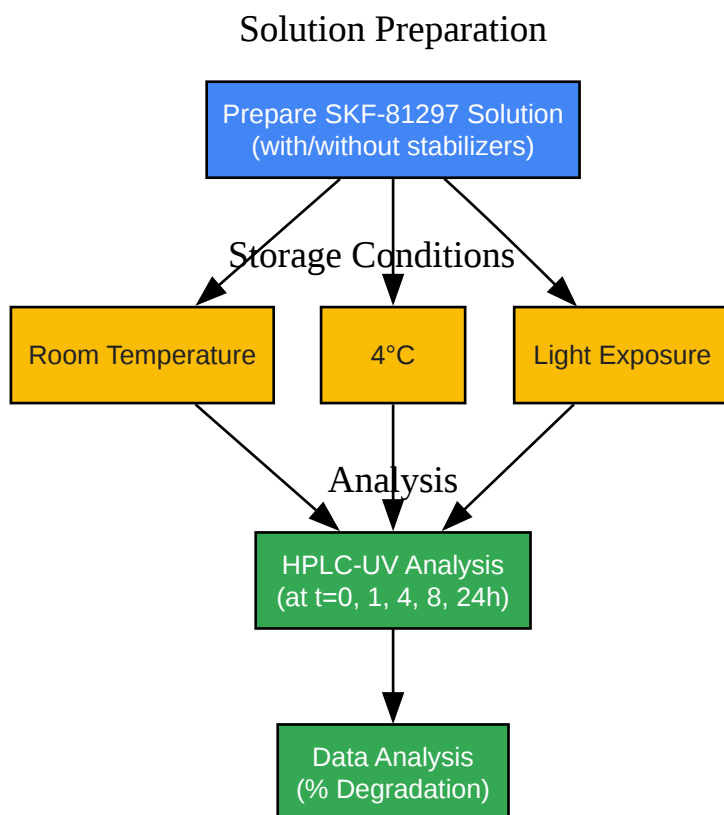 Solution Preparation
Prepare SKF-81297 Solution
(with/without stabilizers)
Storage Conditions
Room Temperature
4°C
Light Exposure
Analysis
HPLC-UV Analysis
(at t=0, 1, 4, 8, 24h)
Data Analysis
(% Degradation)